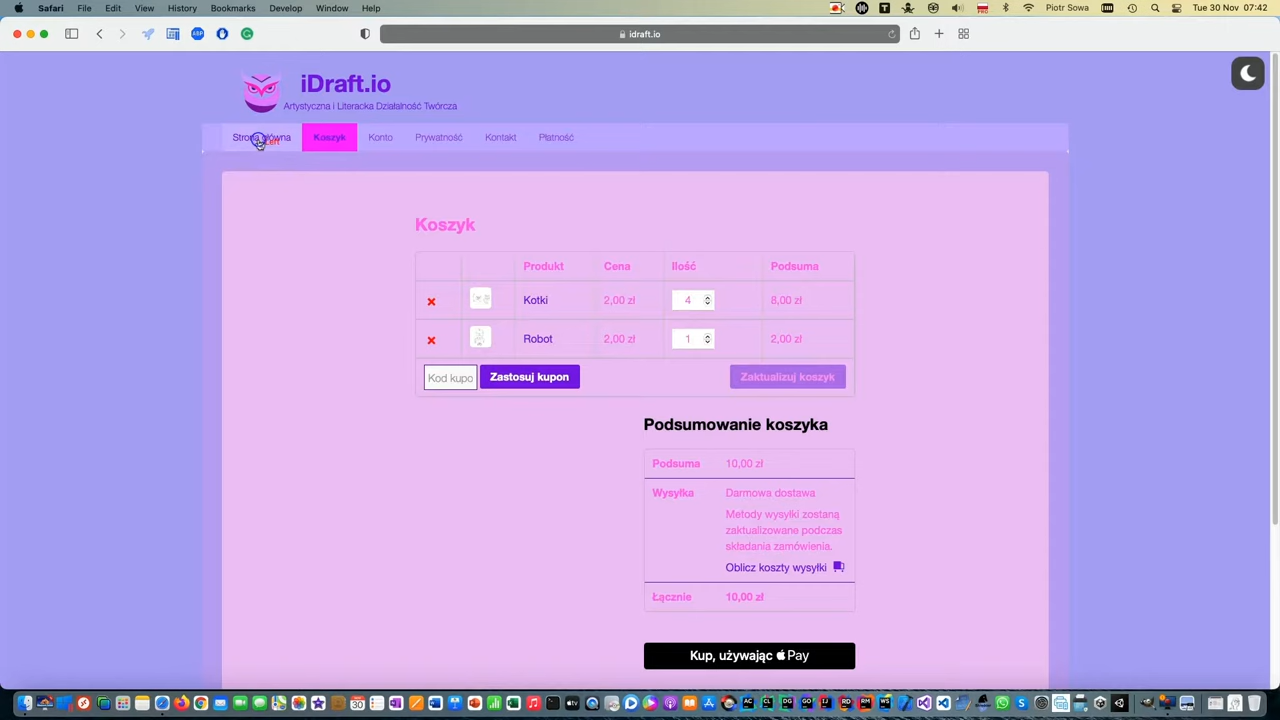 Safari File Edit View History Bookmarks Develop Window Help Piotr Sowa Tue 30 Nov 07:42
idraft.io
iDraft.io
Artystyczna i Literacka Działalność Twórcza
Strona główna Koszyk Konto Prywatność Kontakt Płatność
Left
Koszyk
Produkt Cena Ilość Podsuma
Kotki 2,00 zł 4 8,00 zł
Robot 2,00 zł 1 2,00 zł
Kod kupo Zastosuj kupon Zaktualizuj koszyk
Podsumowanie koszyka
Podsuma 10,00 zł
Wysyłka Darmowa dostawa
Metody wysyłki zostaną
zaktualizowane podczas
składania zamówienia.
Oblicz koszty wysyłki
Łącznie 10,00 zł
Kup, używając Pay